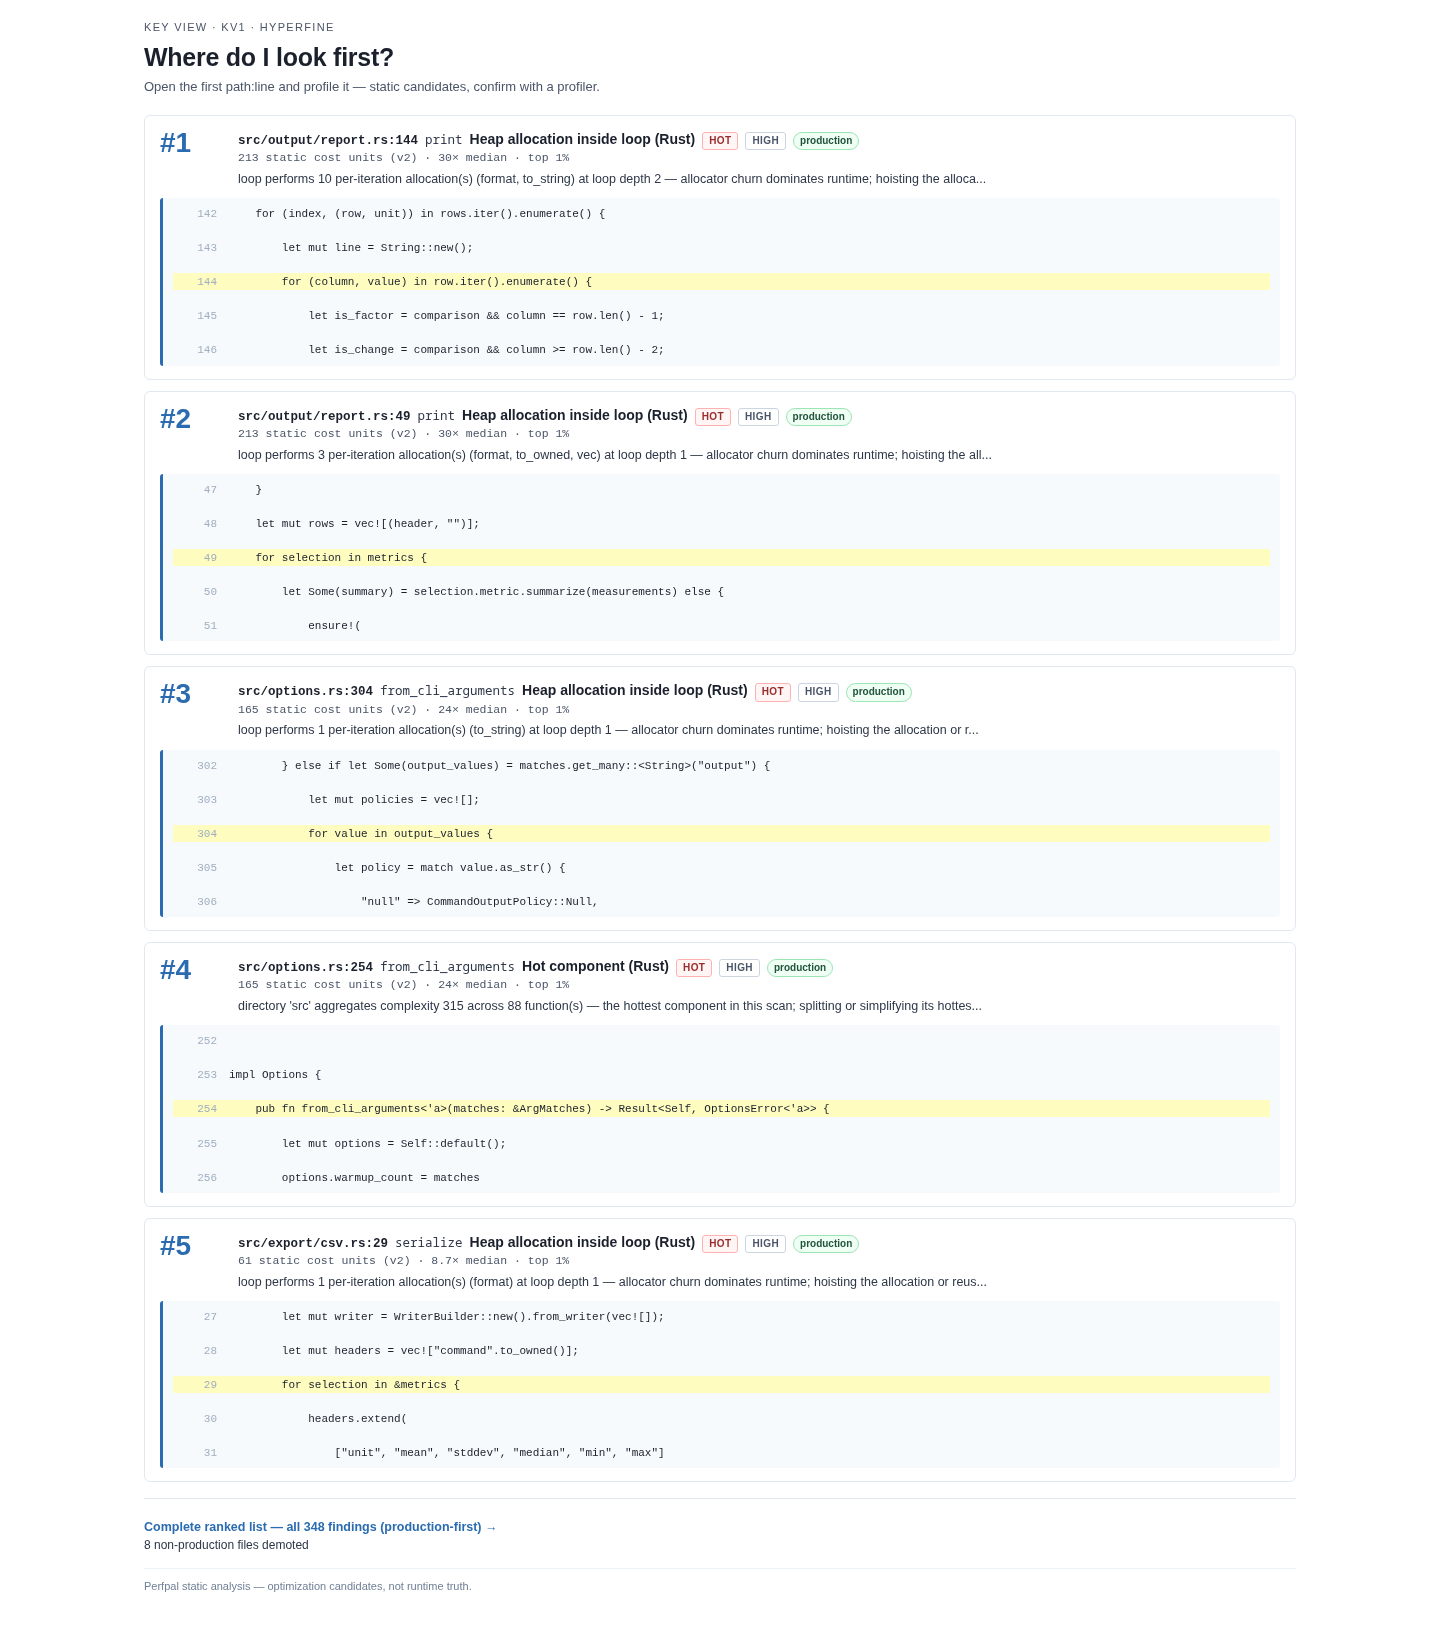 KEY VIEW · KV1 · HYPERFINE
Where do I look first?
Open the first path:line and profile it — static candidates, confirm with a profiler.
#1
src/output/report.rs:144 print Heap allocation inside loop (Rust) HOT HIGH production
213 static cost units (v2) · 30× median · top 1%
loop performs 10 per-iteration allocation(s) (format, to_string) at loop depth 2 — allocator churn dominates runtime; hoisting the alloca...
142 for (index, (row, unit)) in rows.iter().enumerate() {
143 let mut line = String::new();
144 for (column, value) in row.iter().enumerate() {
145 let is_factor = comparison && column == row.len() - 1;
146 let is_change = comparison && column >= row.len() - 2;
#2
src/output/report.rs:49 print Heap allocation inside loop (Rust) HOT HIGH production
213 static cost units (v2) · 30× median · top 1%
loop performs 3 per-iteration allocation(s) (format, to_owned, vec) at loop depth 1 — allocator churn dominates runtime; hoisting the all...
47 }
48 let mut rows = vec![(header, "")];
49 for selection in metrics {
50 let Some(summary) = selection.metric.summarize(measurements) else {
51 ensure!(
#3
src/options.rs:304 from_cli_arguments Heap allocation inside loop (Rust) HOT HIGH production
165 static cost units (v2) · 24× median · top 1%
loop performs 1 per-iteration allocation(s) (to_string) at loop depth 1 — allocator churn dominates runtime; hoisting the allocation or r...
302 } else if let Some(output_values) = matches.get_many::<String>("output") {
303 let mut policies = vec![];
304 for value in output_values {
305 let policy = match value.as_str() {
306 "null" => CommandOutputPolicy::Null,
#4
src/options.rs:254 from_cli_arguments Hot component (Rust) HOT HIGH production
165 static cost units (v2) · 24× median · top 1%
directory 'src' aggregates complexity 315 across 88 function(s) — the hottest component in this scan; splitting or simplifying its hottes...
252
253 impl Options {
254 pub fn from_cli_arguments<'a>(matches: &ArgMatches) -> Result<Self, OptionsError<'a>> {
255 let mut options = Self::default();
256 options.warmup_count = matches
#5
src/export/csv.rs:29 serialize Heap allocation inside loop (Rust) HOT HIGH production
61 static cost units (v2) · 8.7× median · top 1%
loop performs 1 per-iteration allocation(s) (format) at loop depth 1 — allocator churn dominates runtime; hoisting the allocation or reus...
27 let mut writer = WriterBuilder::new().from_writer(vec![]);
28 let mut headers = vec!["command".to_owned()];
29 for selection in &metrics {
30 headers.extend(
31 ["unit", "mean", "stddev", "median", "min", "max"]
Complete ranked list — all 348 findings (production-first) →
8 non-production files demoted
Perfpal static analysis — optimization candidates, not runtime truth.